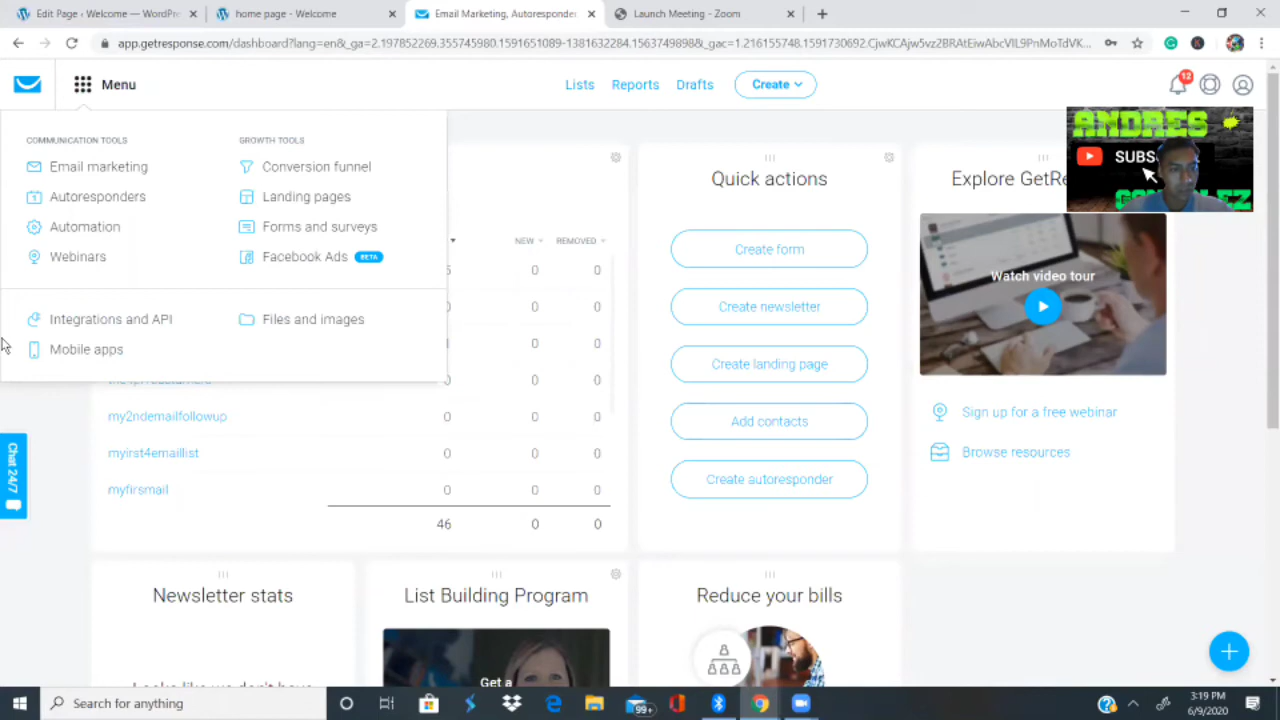 Edit Page ‹ Welcome — WordPre
home page - Welcome
Email Marketing, Autoresponder
Launch Meeting - Zoom
app.getresponse.com/dashboard?lang=en&_ga=2.197852269.355745980.1591651089-1381632284.1563749898&_gac=1.216155748.1591730692.CjwKCAjw5vz2BRAtEiwAbcVIL9PnMoTdVK...
Menu
Lists
Reports
Drafts
Create
12
COMMUNICATION TOOLS
Email marketing
Autoresponders
Automation
Webinars
GROWTH TOOLS
Conversion funnel
Landing pages
Forms and surveys
Facebook Ads BETA
Integrations and API
Files and images
Mobile apps
NEW REMOVED
0 0
0 0
0 0
0 0 0
my2ndemailfollowup 0 0 0
myirst4emaillist 0 0 0
myfirsmail 0 0 0
46 0 0
Quick actions
Create form
Create newsletter
Create landing page
Add contacts
Create autoresponder
Explore GetRe
ANDRES
SUBS
GONZALEZ
Watch video tour
Sign up for a free webinar
Browse resources
Chat 24/7
Newsletter stats
List Building Program
Get a
Reduce your bills
Search for anything
99+
3:19 PM
6/9/2020